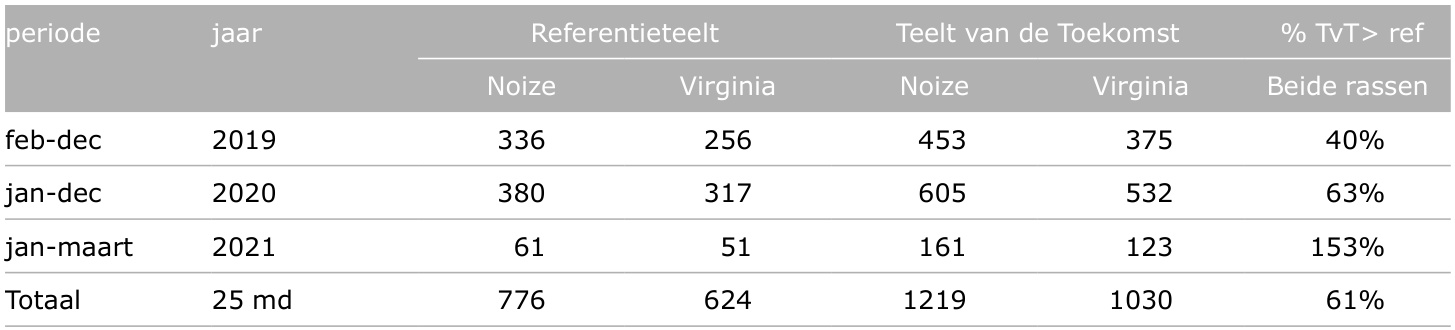 periode jaar Referentieteelt Teelt van de Toekomst % TvT> ref
Noize Virginia Noize Virginia Beide rassen
feb-dec 2019 336 256 453 375 40%
jan-dec 2020 380 317 605 532 63%
jan-maart 2021 61 51 161 123 153%
Totaal 25 md 776 624 1219 1030 61%